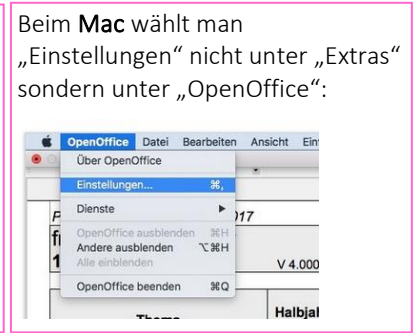 Beim Mac wählt man
„Einstellungen“ nicht unter „Extras“
sondern unter „OpenOffice“:
OpenOffice Datei Bearbeiten Ansicht
Über OpenOffice
Einstellungen... ⌘,
Dienste ▶
17
OpenOffice ausblenden ⌘H
Andere ausblenden ⌥⌘H
Alle einblenden
V 4.000
OpenOffice beenden ⌘Q